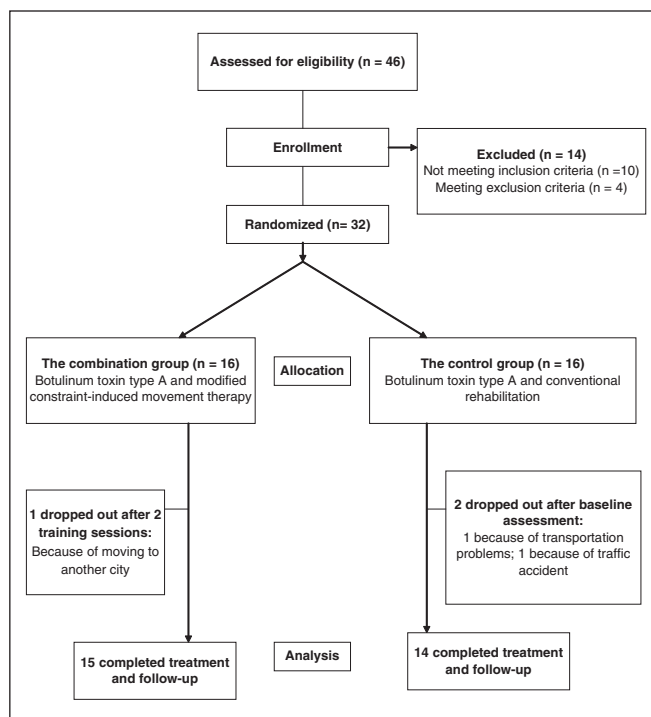 Assessed for eligibility (n = 46)
Enrollment
Excluded (n = 14)
Not meeting inclusion criteria (n =10)
Meeting exclusion criteria (n = 4)
Randomized (n= 32)
The combination group (n = 16)
Botulinum toxin type A and modified
constraint-induced movement therapy
Allocation
The control group (n = 16)
Botulinum toxin type A and conventional
rehabilitation
1 dropped out after 2
training sessions:
Because of moving to
another city
2 dropped out after baseline
assessment:
1 because of transportation
problems; 1 because of traffic
accident
15 completed treatment
and follow-up
Analysis
14 completed treatment
and follow-up